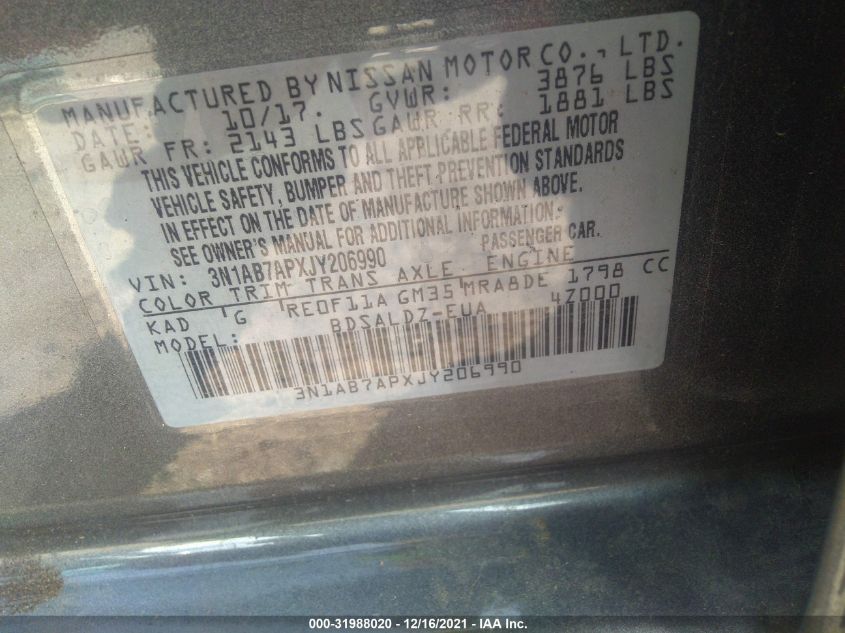 MANUFACTURED BY NISSAN MOTOR CO., LTD.
DATE: 10/17. GVWR: 3876 LBS
GAWR FR: 2143 LBS GAWR RR: 1881 LBS
THIS VEHICLE CONFORMS TO ALL APPLICABLE FEDERAL MOTOR
VEHICLE SAFETY, BUMPER AND THEFT PREVENTION STANDARDS
IN EFFECT ON THE DATE OF MANUFACTURE SHOWN ABOVE.
SEE OWNER'S MANUAL FOR ADDITIONAL INFORMATION.
VIN: 3N1AB7APXJY206990 PASSENGER CAR.
COLOR TRIM TRANS AXLE ENGINE
KAD G RE0F11A GM35 MRA8DE 1798 CC
MODEL: BDSALDZ-EUA 4Z000
3N1AB7APXJY206990
000-31988020 - 12/16/2021 - IAA Inc.